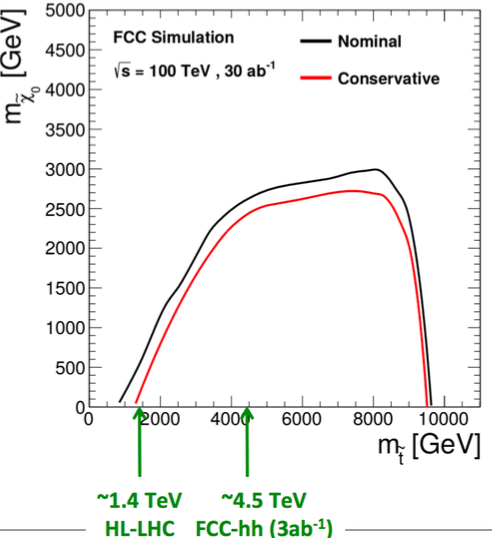 5000
4500
4000
3500
3000
2500
2000
1500
1000
500
0
m_χ̃₀ [GeV]
FCC Simulation
√s = 100 TeV , 30 ab⁻¹
Nominal
Conservative
0 2000 4000 6000 8000 10000
m_t̃ [GeV]
~1.4 TeV ~4.5 TeV
HL-LHC FCC-hh (3ab⁻¹)